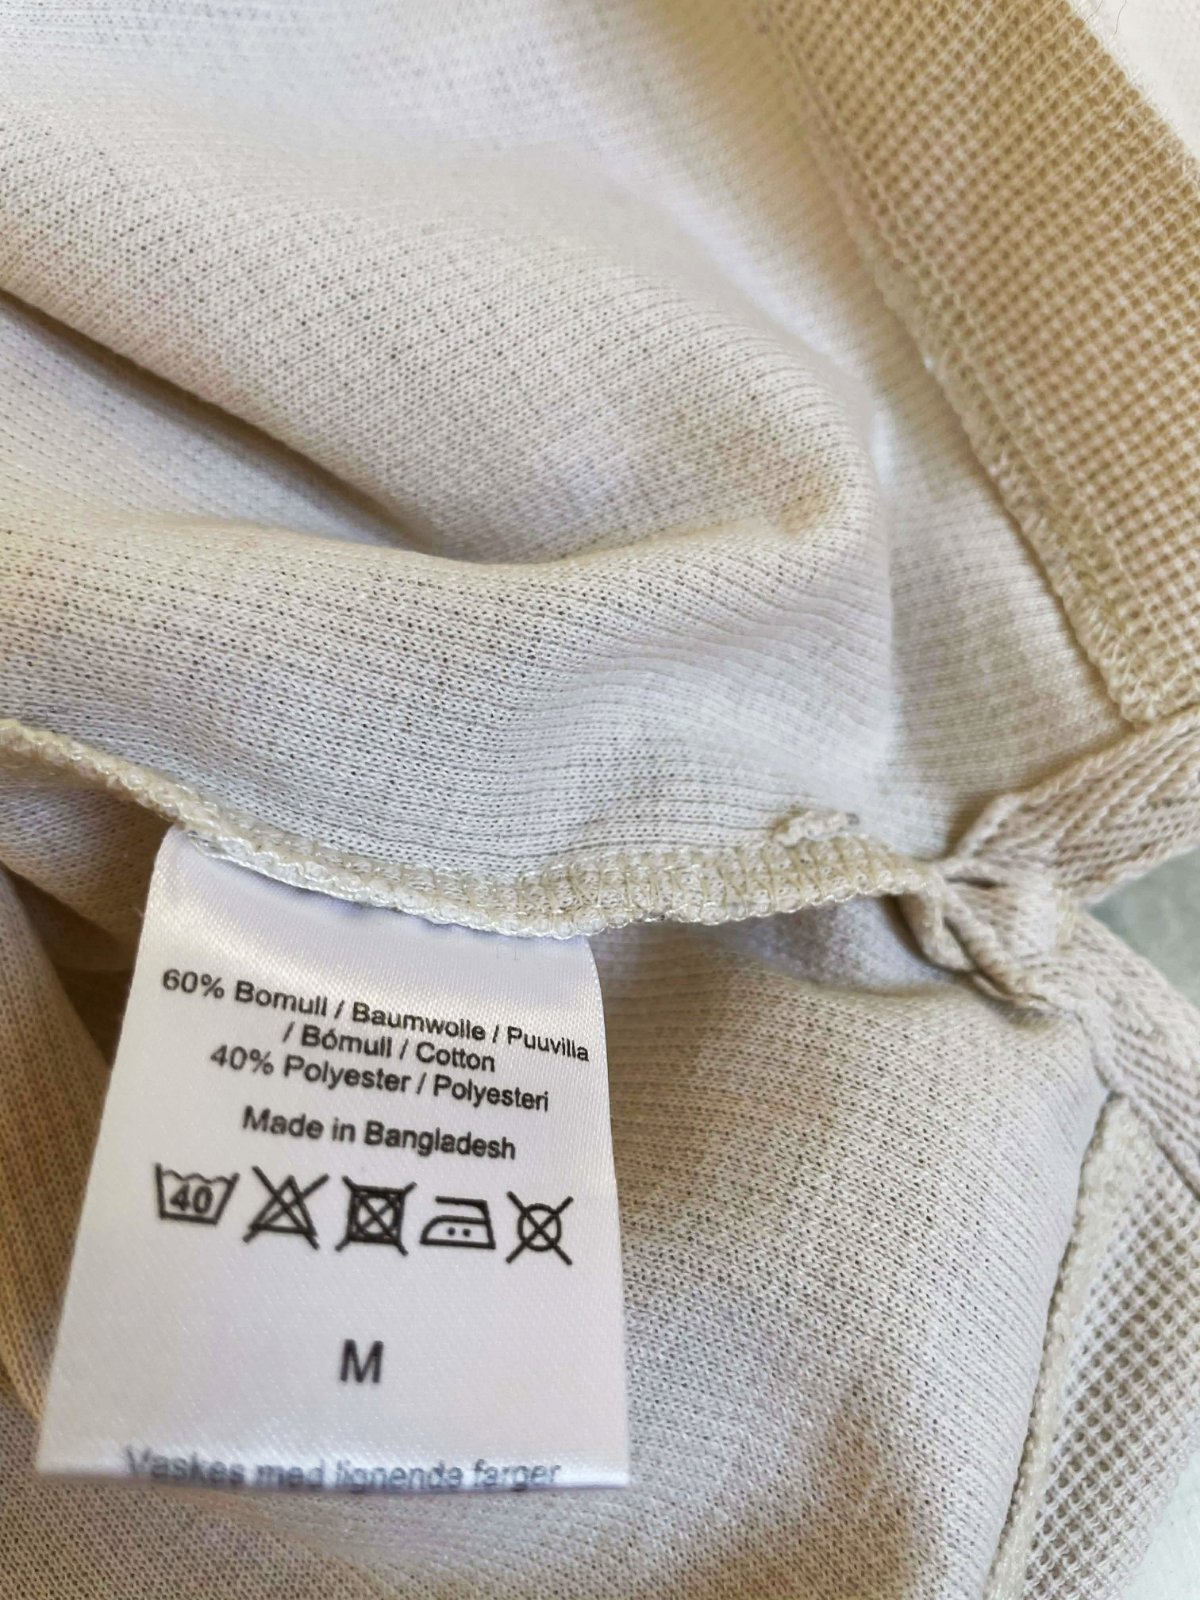 60% Bomull / Baumwolle / Puuvilla
/ Bómull / Cotton
40% Polyester / Polyesteri
Made in Bangladesh
40
M
Vaskes med lignende farger